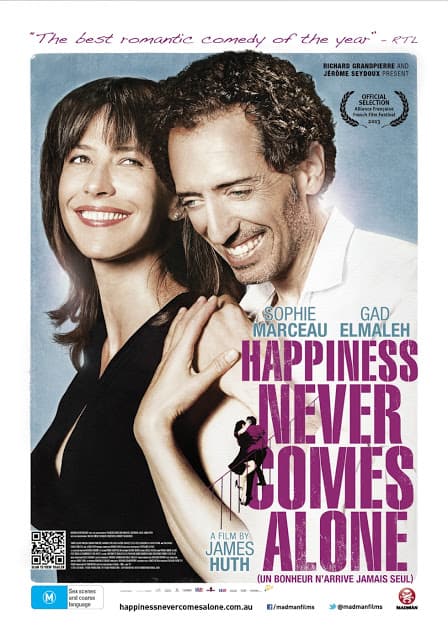 "The best romantic comedy of the year" - RTL
RICHARD GRANDPIERRE AND
JÉRÔME SEYDOUX PRESENT
OFFICIAL
SELECTION
Alliance Française
French Film Festival
2013
SOPHIE
MARCEAU
GAD
ELMALEH
HAPPINESS
NEVER
COMES
ALONE
(UN BONHEUR N'ARRIVE JAMAIS SEUL)
A FILM BY
JAMES
HUTH
M
Sex scenes
and coarse
language
happinessnevercomesalone.com.au
/madmanfilms
@madmanfilms
MADMAN